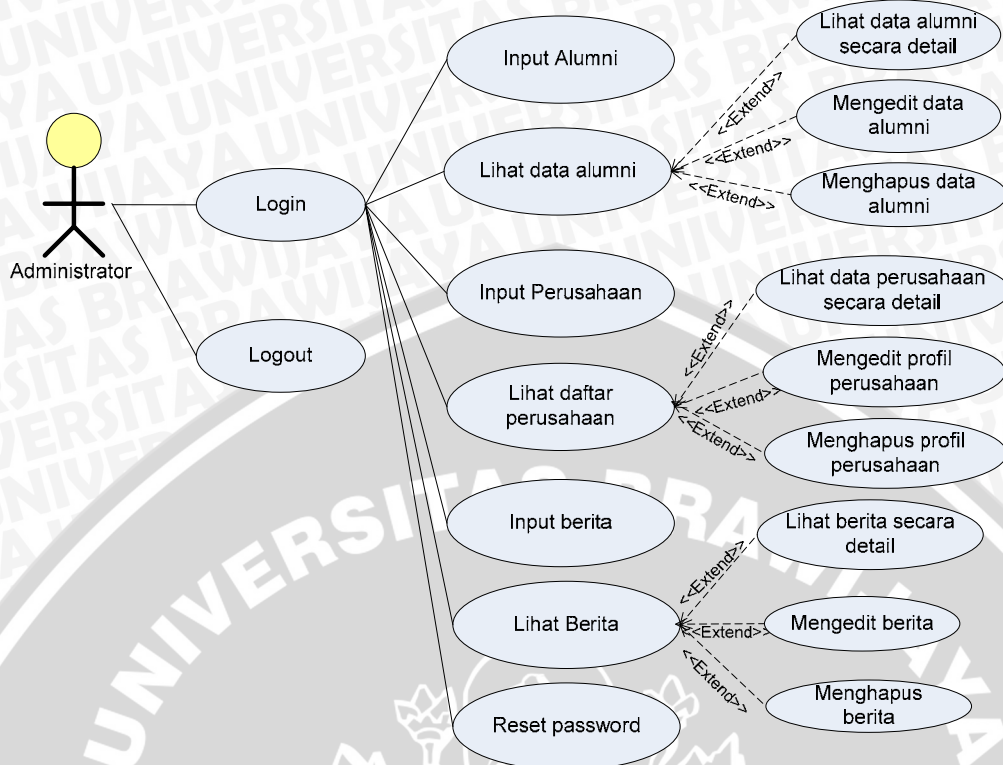 Administrator
Login
Logout
Input Alumni
Lihat data alumni
Input Perusahaan
Lihat daftar
perusahaan
Input berita
Lihat Berita
Reset password
Lihat data alumni
secara detail
Mengedit data
alumni
Menghapus data
alumni
Lihat data perusahaan
secara detail
Mengedit profil
perusahaan
Menghapus profil
perusahaan
Lihat berita secara
detail
Mengedit berita
Menghapus
berita
<<Extend>>
<<Extend>>
<<Extend>>
<<Extend>>
<<Extend>>
<<Extend>>
<<Extend>>
<<Extend>>
<<Extend>>
UNIVERSITAS BRAWIJAYA